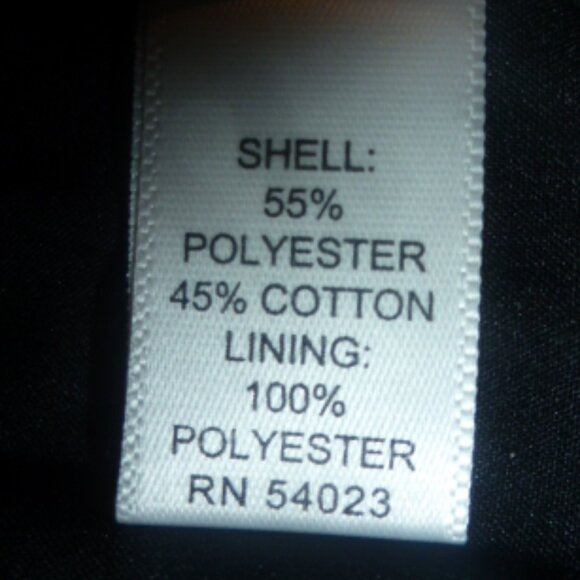 SHELL:
55%
POLYESTER
45% COTTON
LINING:
100%
POLYESTER
RN 54023